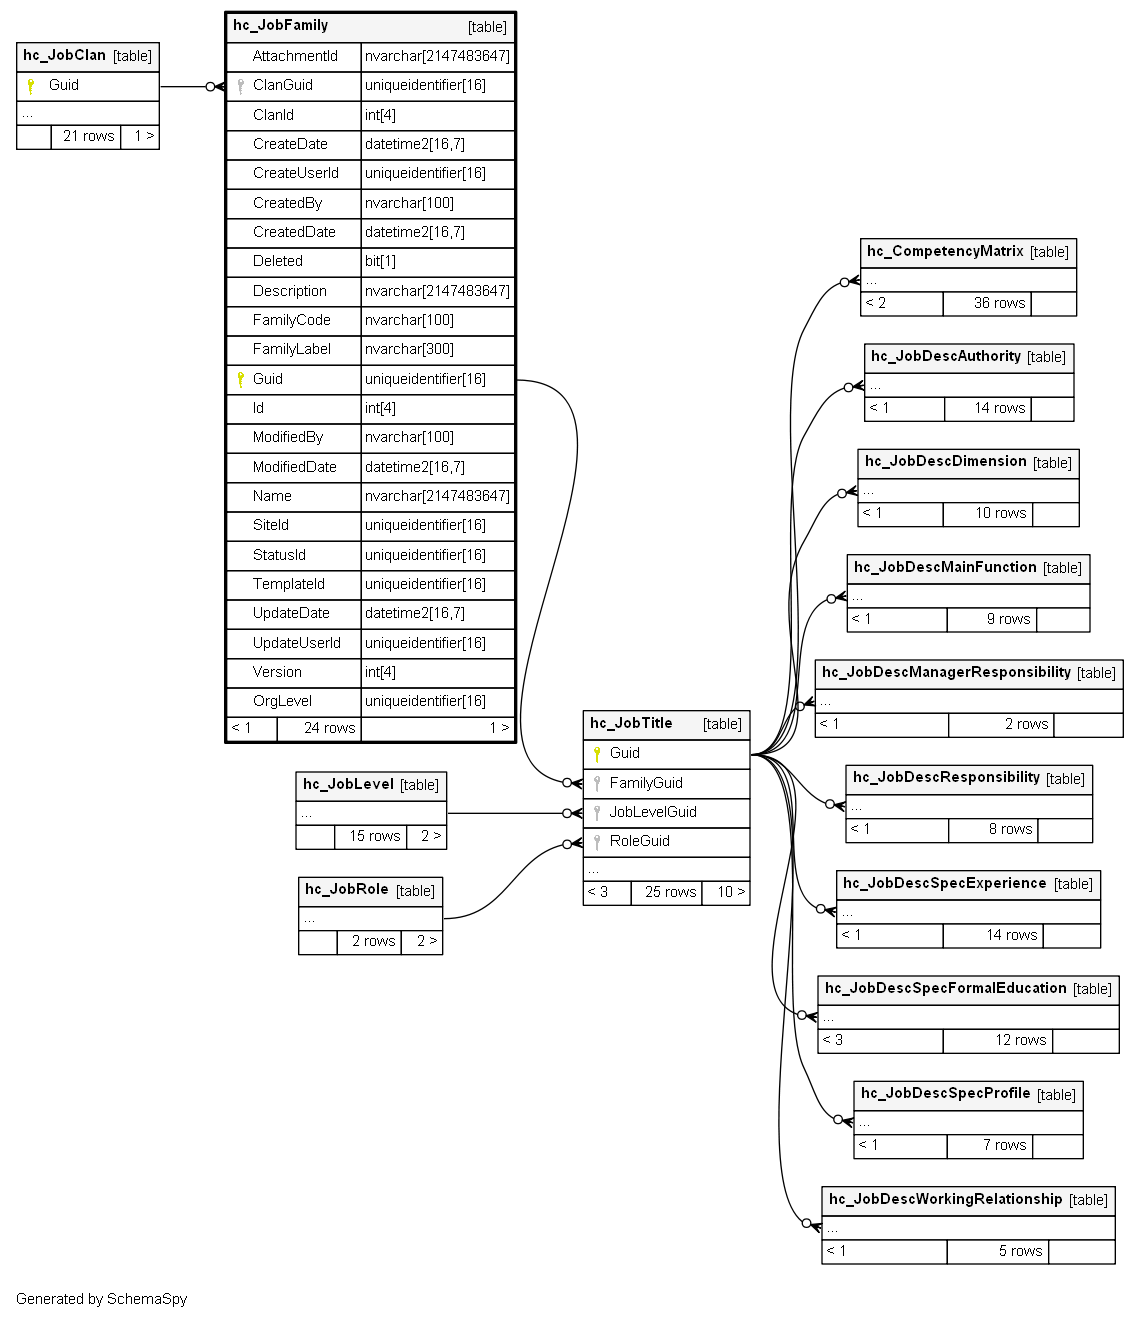 hc_JobClan [table]
Guid
...
21 rows 1 >
hc_JobFamily [table]
AttachmentId nvarchar[2147483647]
ClanGuid uniqueidentifier[16]
ClanId int[4]
CreateDate datetime2[16,7]
CreateUserId uniqueidentifier[16]
CreatedBy nvarchar[100]
CreatedDate datetime2[16,7]
Deleted bit[1]
Description nvarchar[2147483647]
FamilyCode nvarchar[100]
FamilyLabel nvarchar[300]
Guid uniqueidentifier[16]
Id int[4]
ModifiedBy nvarchar[100]
ModifiedDate datetime2[16,7]
Name nvarchar[2147483647]
SiteId uniqueidentifier[16]
StatusId uniqueidentifier[16]
TemplateId uniqueidentifier[16]
UpdateDate datetime2[16,7]
UpdateUserId uniqueidentifier[16]
Version int[4]
OrgLevel uniqueidentifier[16]
< 1 24 rows 1 >
hc_JobLevel [table]
...
15 rows 2 >
hc_JobRole [table]
...
2 rows 2 >
hc_JobTitle [table]
Guid
FamilyGuid
JobLevelGuid
RoleGuid
...
< 3 25 rows 10 >
hc_CompetencyMatrix [table]
...
< 2 36 rows
hc_JobDescAuthority [table]
...
< 1 14 rows
hc_JobDescDimension [table]
...
< 1 10 rows
hc_JobDescMainFunction [table]
...
< 1 9 rows
hc_JobDescManagerResponsibility [table]
...
< 1 2 rows
hc_JobDescResponsibility [table]
...
< 1 8 rows
hc_JobDescSpecExperience [table]
...
< 1 14 rows
hc_JobDescSpecFormalEducation [table]
...
< 3 12 rows
hc_JobDescSpecProfile [table]
...
< 1 7 rows
hc_JobDescWorkingRelationship [table]
...
< 1 5 rows
Generated by SchemaSpy